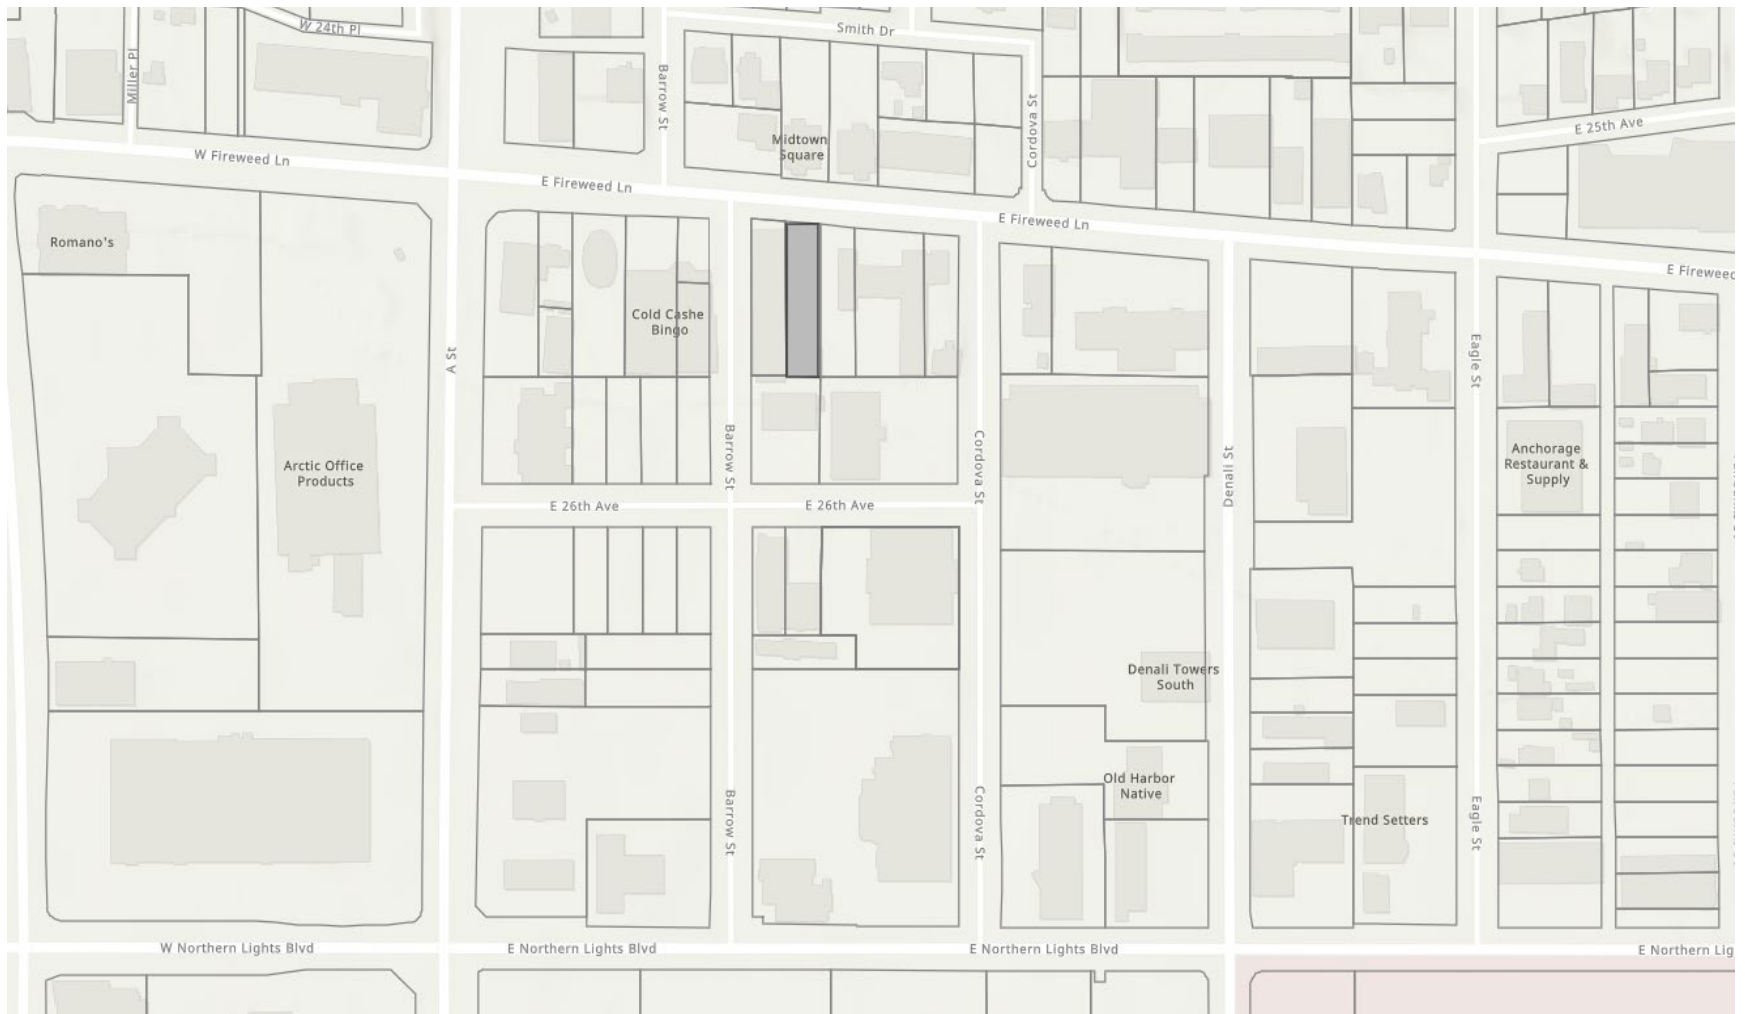 W 24th Pl
Smith Dr
Miller Pl
Barrow St
Cordova St
E 25th Ave
Midtown
Square
W Fireweed Ln
E Fireweed Ln
E Fireweed Ln
E Fireweed
Romano's
Cold Cashe
Bingo
A St
Eagle St
Barrow St
Cordova St
Denali St
Arctic Office
Products
Anchorage
Restaurant &
Supply
E 26th Ave
E 26th Ave
Denali Towers
South
Old Harbor
Native
Trend Setters
Barrow St
Cordova St
Eagle St
W Northern Lights Blvd
E Northern Lights Blvd
E Northern Lights Blvd
E Northern Lig